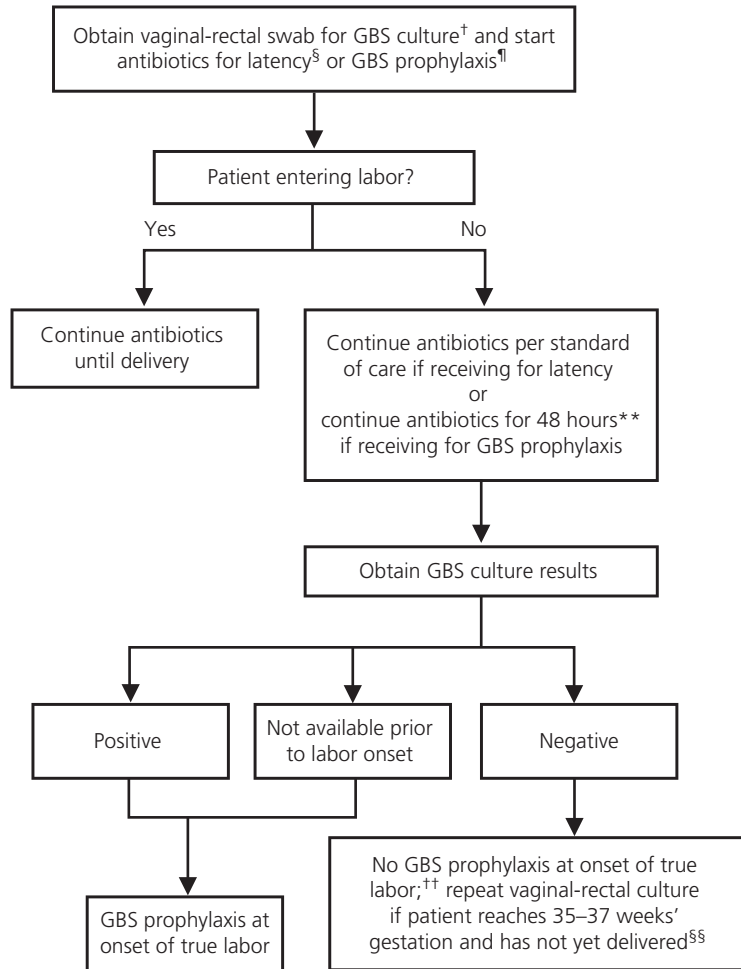 Obtain vaginal-rectal swab for GBS culture† and start
antibiotics for latency§ or GBS prophylaxis¶
Patient entering labor?
Yes
No
Continue antibiotics
until delivery
Continue antibiotics per standard
of care if receiving for latency
or
continue antibiotics for 48 hours**
if receiving for GBS prophylaxis
Obtain GBS culture results
Positive
Not available prior
to labor onset
Negative
GBS prophylaxis at
onset of true labor
No GBS prophylaxis at onset of true
labor;†† repeat vaginal-rectal culture
if patient reaches 35–37 weeks’
gestation and has not yet delivered§§